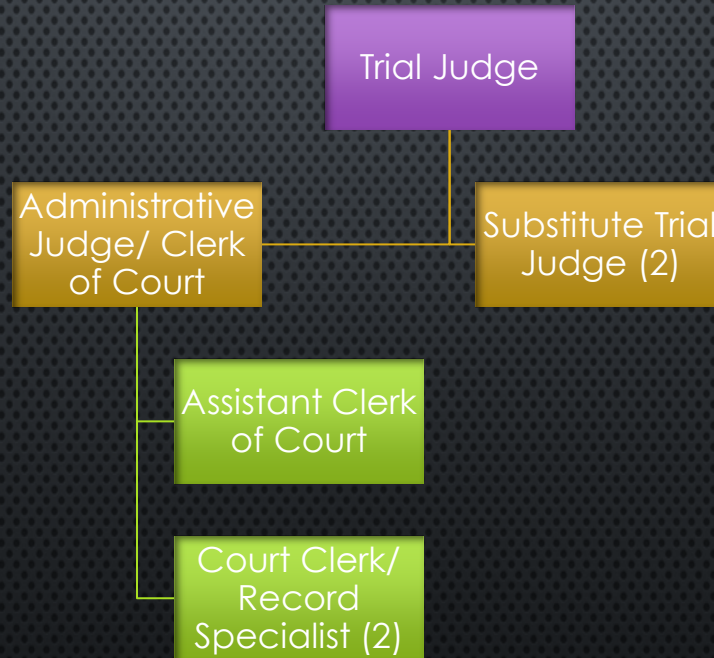 Trial Judge
Administrative
Judge/ Clerk
of Court
Substitute Trial
Judge (2)
Assistant Clerk
of Court
Court Clerk/
Record
Specialist (2)